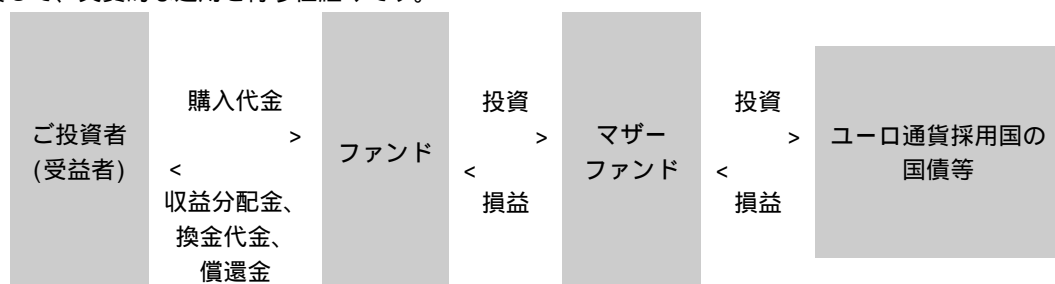 ご投資者
(受益者)
購入代金
>
<
収益分配金、
換金代金、
償還金
ファンド
投資
>
<
損益
マザー
ファンド
投資
>
<
損益
ユーロ通貨採用国の
国債等